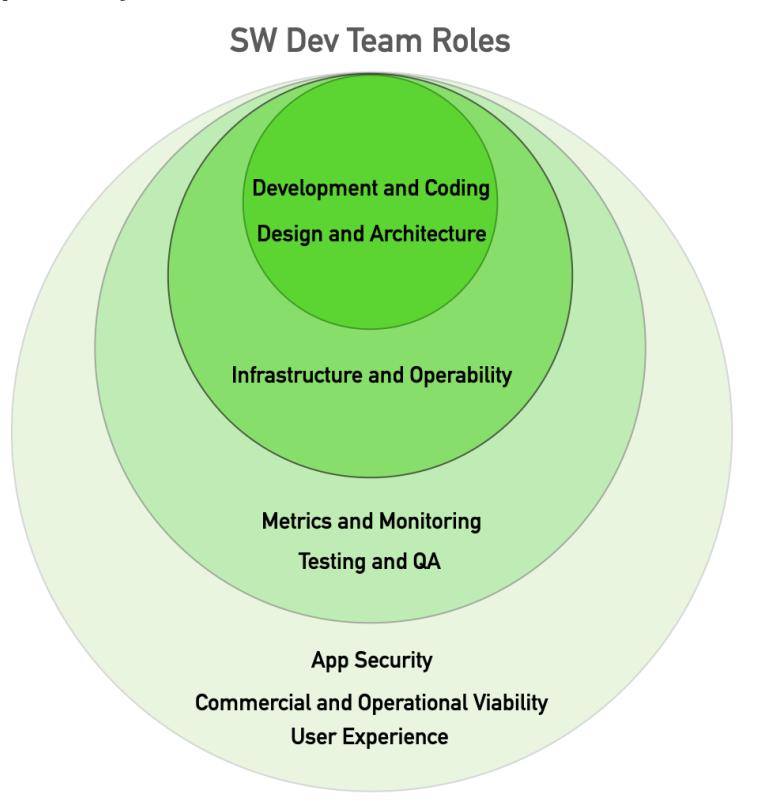 SW Dev Team Roles
Development and Coding
Design and Architecture
Infrastructure and Operability
Metrics and Monitoring
Testing and QA
App Security
Commercial and Operational Viability
User Experience